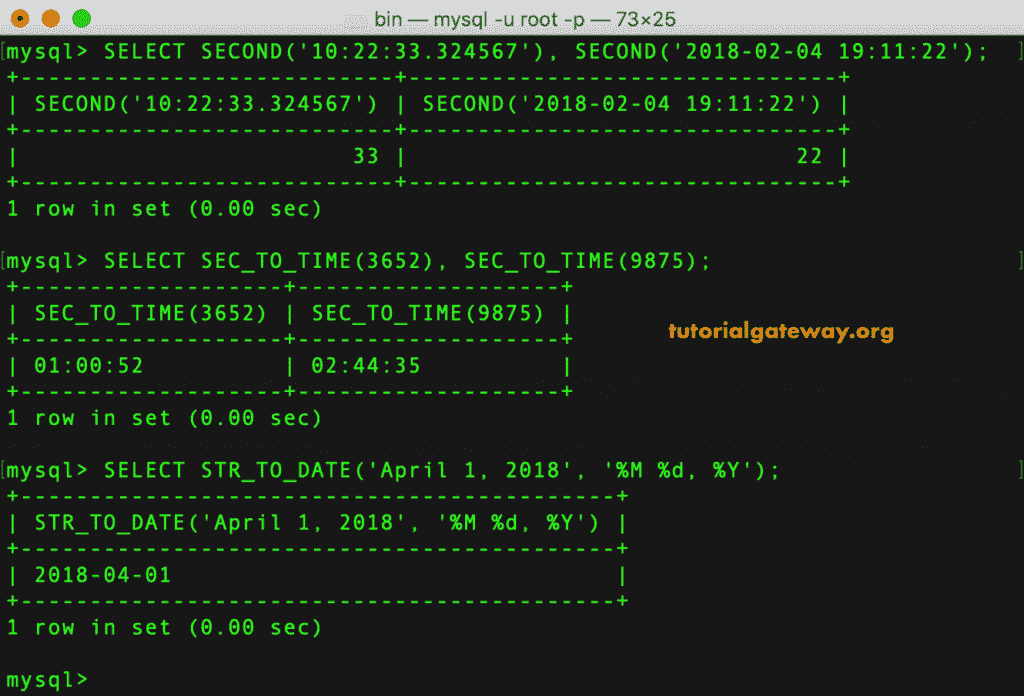 bin — mysql -u root -p — 73×25
[mysql> SELECT SECOND('10:22:33.324567'), SECOND('2018-02-04 19:11:22'); ]
+---------------------------+-------------------------------+
| SECOND('10:22:33.324567') | SECOND('2018-02-04 19:11:22') |
+---------------------------+-------------------------------+
|                        33 |                            22 |
+---------------------------+-------------------------------+
1 row in set (0.00 sec)
[mysql> SELECT SEC_TO_TIME(3652), SEC_TO_TIME(9875); ]
+-------------------+-------------------+
| SEC_TO_TIME(3652) | SEC_TO_TIME(9875) |
+-------------------+-------------------+
tutorialgateway.org
| 01:00:52          | 02:44:35          |
+-------------------+-------------------+
1 row in set (0.00 sec)
[mysql> SELECT STR_TO_DATE('April 1, 2018', '%M %d, %Y'); ]
+-------------------------------------------+
| STR_TO_DATE('April 1, 2018', '%M %d, %Y') |
+-------------------------------------------+
| 2018-04-01                                |
+-------------------------------------------+
1 row in set (0.00 sec)
mysql>